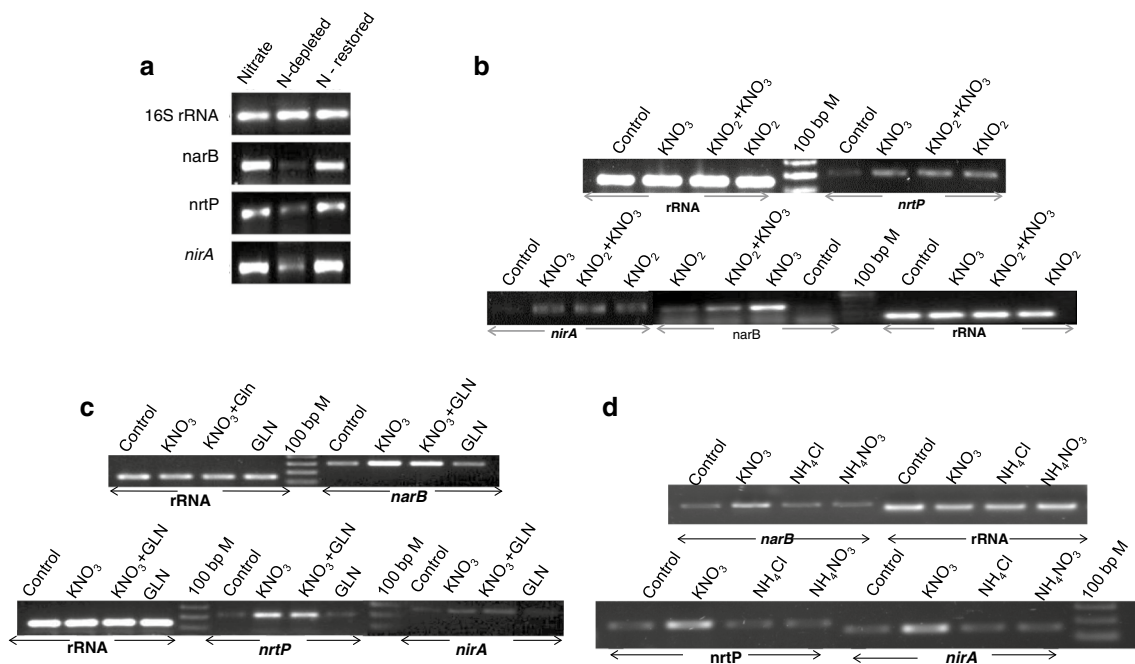 a
Nitrate
N-depleted
N - restored
16S rRNA
narB
nrtP
nirA
b
Control
KNO3
KNO2+KNO3
KNO2
100 bp M
Control
KNO3
KNO2+KNO3
KNO2
rRNA
nrtP
Control
KNO3
KNO2+KNO3
KNO2
KNO2
KNO2+KNO3
KNO3
Control
100 bp M
Control
KNO3
KNO2+KNO3
KNO2
nirA
narB
rRNA
c
Control
KNO3
KNO3+Gln
GLN
100 bp M
Control
KNO3
KNO3+GLN
GLN
rRNA
narB
Control
KNO3
KNO3+GLN
GLN
100 bp M
Control
KNO3
KNO3+GLN
GLN
100 bp M
Control
KNO3
KNO3+GLN
GLN
rRNA
nrtP
nirA
d
Control
KNO3
NH4Cl
NH4NO3
Control
KNO3
NH4Cl
NH4NO3
narB
rRNA
Control
KNO3
NH4Cl
NH4NO3
Control
KNO3
NH4Cl
NH4NO3
100 bp M
nrtP
nirA